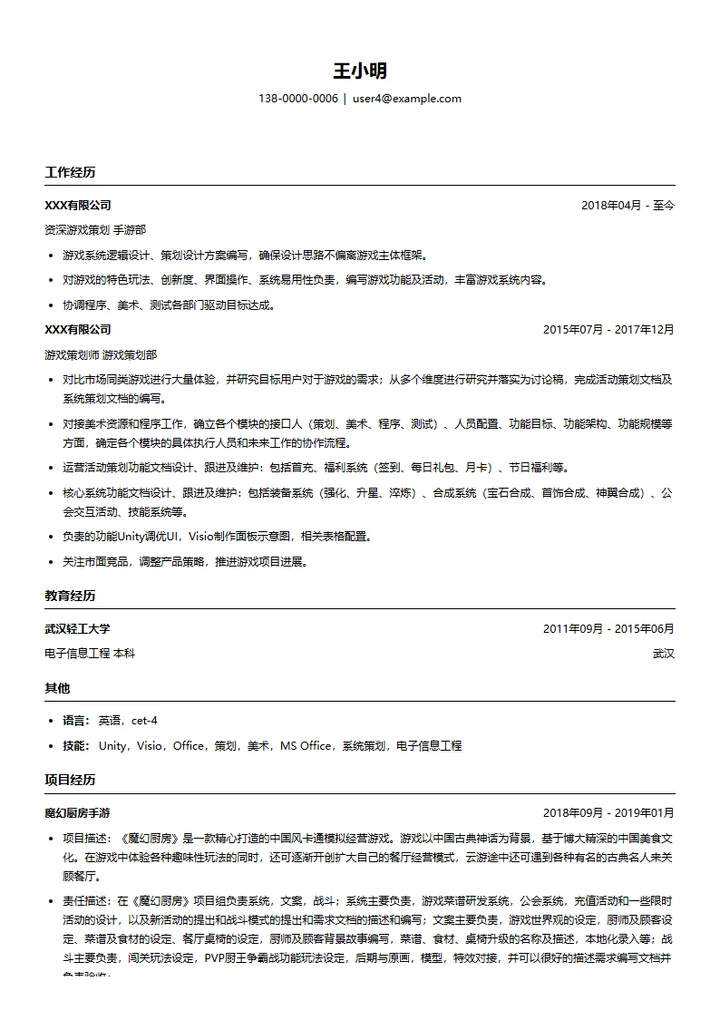 王小明
138-0000-0006 | user4@example.com
工作经历
XXX有限公司 2018年04月 - 至今
资深游戏策划 手游部
• 游戏系统逻辑设计、策划设计方案编写，确保设计思路不偏离游戏主体框架。
• 对游戏的特色玩法、创新度、界面操作、系统易用性负责，编写游戏功能及活动，丰富游戏系统内容。
• 协调程序、美术、测试各部门驱动目标达成。
XXX有限公司 2015年07月 - 2017年12月
游戏策划师 游戏策划部
• 对比市场同类游戏进行大量体验，并研究目标用户对于游戏的需求；从多个维度进行研究并落实为讨论稿，完成活动策划文档及
系统策划文档的编写。
• 对接美术资源和程序工作，确立各个模块的接口人（策划、美术、程序、测试）、人员配置、功能目标、功能架构、功能规模等
方面，确定各个模块的具体执行人员和未来工作的协作流程。
• 运营活动策划功能文档设计、跟进及维护：包括首充、福利系统（签到、每日礼包、月卡）、节日福利等。
• 核心系统功能文档设计、跟进及维护：包括装备系统（强化、升星、淬炼）、合成系统（宝石合成、首饰合成、神翼合成）、公
会交互活动、技能系统等。
• 负责的功能Unity调优UI，Visio制作面板示意图，相关表格配置。
• 关注市面竞品，调整产品策略，推进游戏项目进展。
教育经历
武汉轻工大学 2011年09月 - 2015年06月
电子信息工程 本科 武汉
其他
• 语言： 英语，cet-4
• 技能： Unity，Visio，Office，策划，美术，MS Office，系统策划，电子信息工程
项目经历
魔幻厨房手游 2018年09月 - 2019年01月
• 项目描述：《魔幻厨房》是一款精心打造的中国风卡通模拟经营游戏。游戏以中国古典神话为背景，基于博大精深的中国美食文
化。在游戏中体验各种趣味性玩法的同时，还可逐渐开创扩大自己的餐厅经营模式，云游途中还可遇到各种有名的古典名人来关
顾餐厅。
• 责任描述：在《魔幻厨房》项目组负责系统，文案，战斗；系统主要负责，游戏菜谱研发系统，公会系统，充值活动和一些限时
活动的设计，以及新活动的提出和战斗模式的提出和需求文档的描述和编写；文案主要负责，游戏世界观的设定，厨师及顾客设
定、菜谱及食材的设定、餐厅桌椅的设定，厨师及顾客背景故事编写，菜谱、食材、桌椅升级的名称及描述，本地化录入等；战
斗主要负责，闯关玩法设定，PVP厨王争霸战功能玩法设定，后期与原画，模型，特效对接，并可以很好的描述需求编写文档并
负责验收；